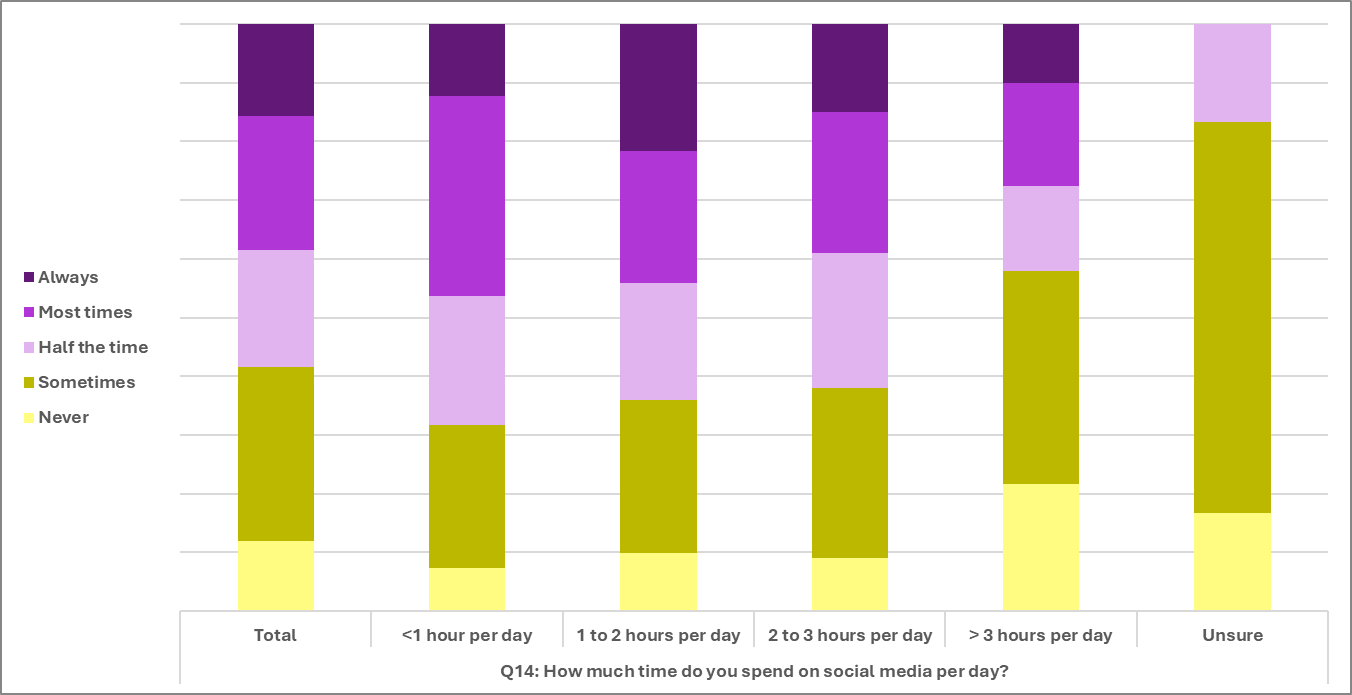 Always
Most times
Half the time
Sometimes
Never
Total
<1 hour per day
1 to 2 hours per day
2 to 3 hours per day
> 3 hours per day
Unsure
Q14: How much time do you spend on social media per day?